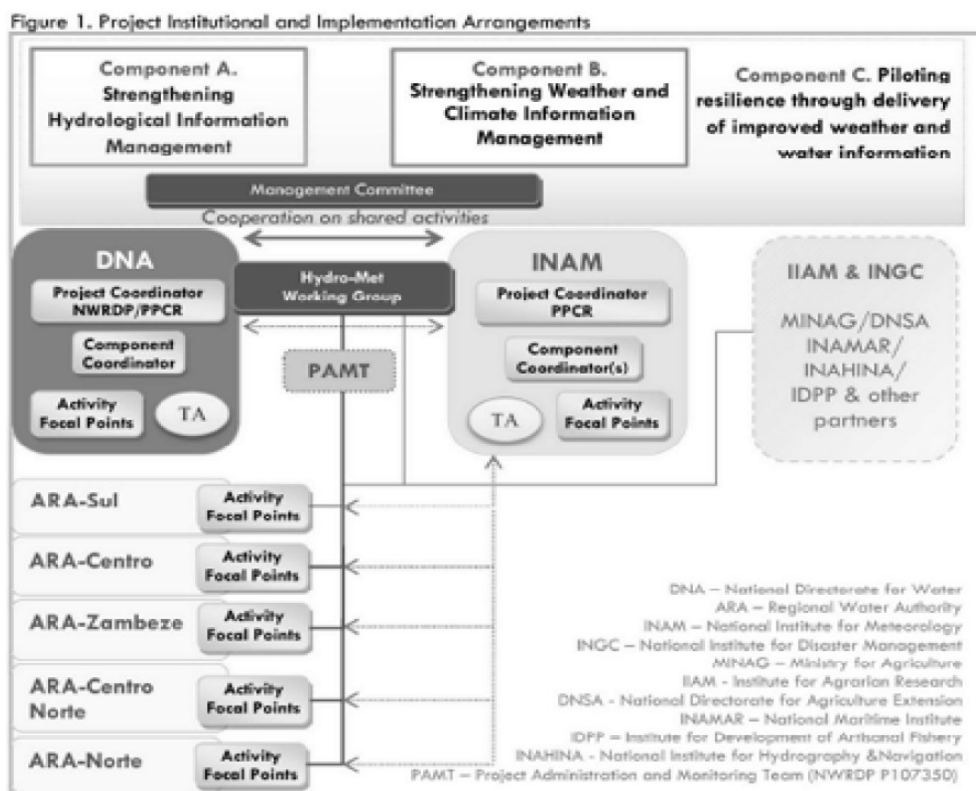 Figure 1. Project Institutional and Implementation Arrangements
Component A.
Strengthening
Hydrological Information
Management
Component B.
Strengthening Weather and
Climate Information
Management
Component C. Piloting
resilience through delivery
of improved weather and
water information
Management Committee
Cooperation on shared activities
DNA
Project Coordinator
NWRDP/PPCR
Component
Coordinator
Activity
Focal Points
TA
Hydro-Met
Working Group
PAMT
INAM
Project Coordinator
PPCR
Component
Coordinator(s)
TA
Activity
Focal Points
IIAM & INGC
MINAG/DNSA
INAMAR/
INAHINA/
IDPP & other
partners
ARA-Sul
Activity
Focal Points
ARA-Centro
Activity
Focal Points
ARA-Zambeze
Activity
Focal Points
ARA-Centro
Norte
Activity
Focal Points
ARA-Norte
Activity
Focal Points
DNA – National Directorate for Water
ARA – Regional Water Authority
INAM – National Institute for Meteorology
INGC – National Institute for Disaster Management
MINAG – Ministry for Agriculture
IIAM - Institute for Agrarian Research
DNSA - National Directorate for Agriculture Extension
INAMAR – National Maritime Institute
IDPP – Institute for Development of Artisanal Fishery
INAHINA - National Institute for Hydrography &Navigation
PAMT – Project Administration and Monitoring Team (NWRDP P107350)